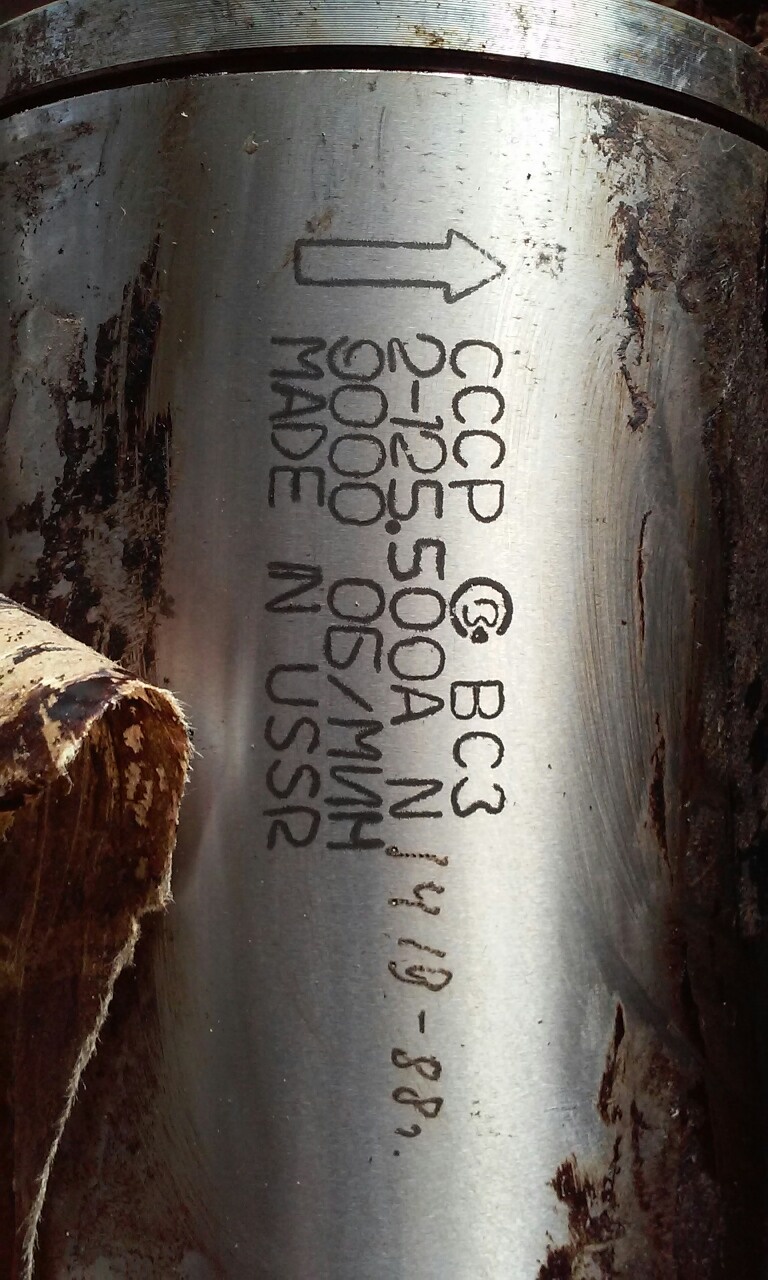 СССР ВСЗ
2-125.500А N 1419-88г.
9000 ОБ/МИН
MADE IN USSR